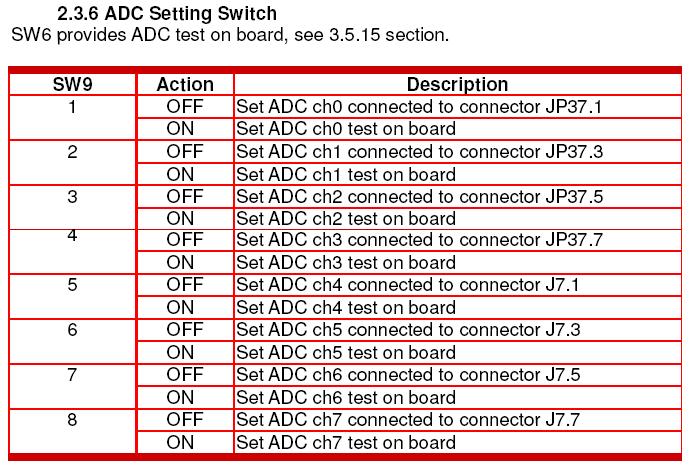 2.3.6 ADC Setting Switch
SW6 provides ADC test on board, see 3.5.15 section.
SW9 Action Description
1 OFF Set ADC ch0 connected to connector JP37.1
ON Set ADC ch0 test on board
2 OFF Set ADC ch1 connected to connector JP37.3
ON Set ADC ch1 test on board
3 OFF Set ADC ch2 connected to connector JP37.5
ON Set ADC ch2 test on board
4 OFF Set ADC ch3 connected to connector JP37.7
ON Set ADC ch3 test on board
5 OFF Set ADC ch4 connected to connector J7.1
ON Set ADC ch4 test on board
6 OFF Set ADC ch5 connected to connector J7.3
ON Set ADC ch5 test on board
7 OFF Set ADC ch6 connected to connector J7.5
ON Set ADC ch6 test on board
8 OFF Set ADC ch7 connected to connector J7.7
ON Set ADC ch7 test on board